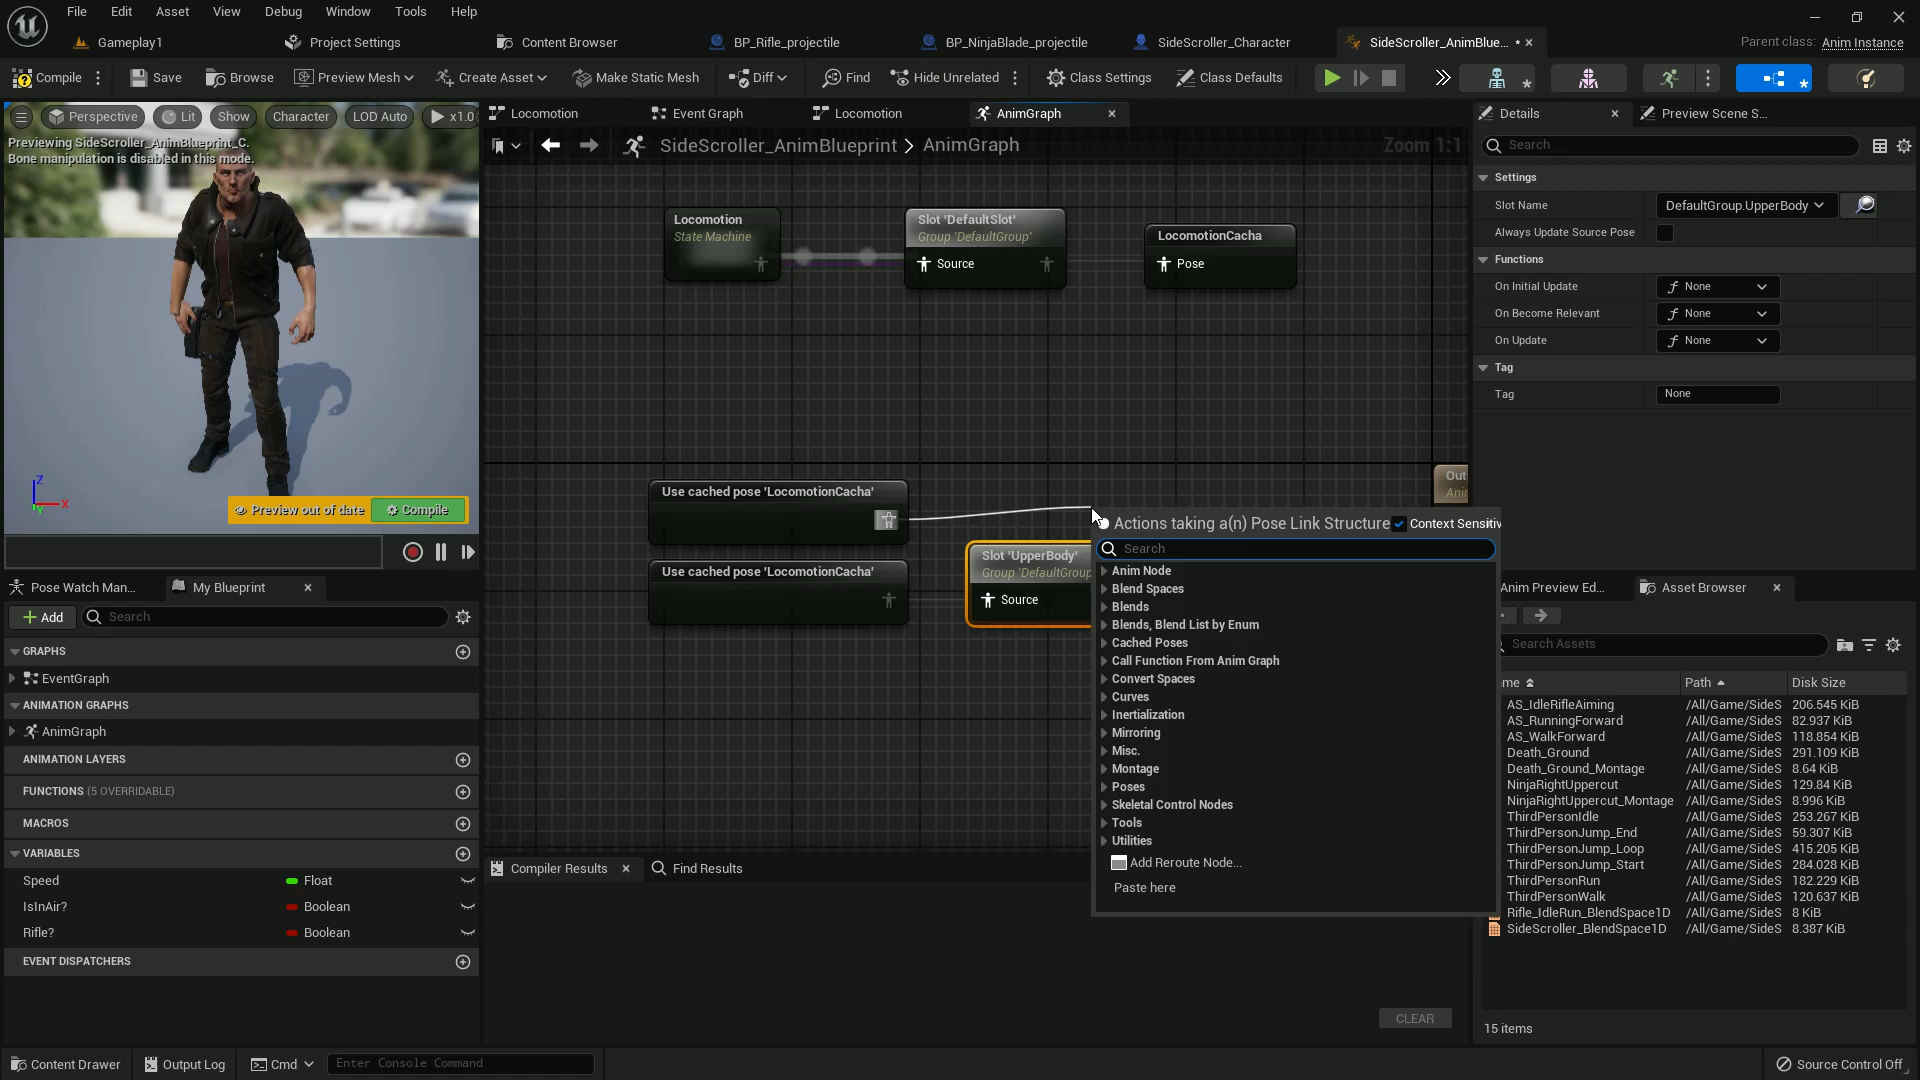 File Edit Asset View Debug Window Tools Help
Gameplay1 Project Settings Content Browser BP_Rifle_projectile BP_NinjaBlade_projectile SideScroller_Character SideScroller_AnimBlue... * Parent class: Anim Instance
Compile Save Browse Preview Mesh Create Asset Make Static Mesh Diff Find Hide Unrelated Class Settings Class Defaults
Perspective Lit Show Character LOD Auto x1.0
Previewing SideScroller_AnimBlueprint_C.
Bone manipulation is disabled in this mode.
Preview out of date Compile
Z
X
Y
Pose Watch Man... My Blueprint
Add Search
GRAPHS
EventGraph
ANIMATION GRAPHS
AnimGraph
ANIMATION LAYERS
FUNCTIONS (5 OVERRIDABLE)
MACROS
VARIABLES
Speed Float
IsInAir? Boolean
Rifle? Boolean
EVENT DISPATCHERS
Locomotion Event Graph Locomotion AnimGraph
SideScroller_AnimBlueprint > AnimGraph Zoom 1:1
Locomotion
State Machine
Slot 'DefaultSlot'
Group 'DefaultGroup'
Source
LocomotionCacha
Pose
Use cached pose 'LocomotionCacha'
Use cached pose 'LocomotionCacha'
Slot 'UpperBody'
Group 'DefaultGroup
Source
Out
Ani
Actions taking a(n) Pose Link Structure Context Sensitiv
Search
Anim Node
Blend Spaces
Blends
Blends, Blend List by Enum
Cached Poses
Call Function From Anim Graph
Convert Spaces
Curves
Inertialization
Mirroring
Misc.
Montage
Poses
Skeletal Control Nodes
Tools
Utilities
Add Reroute Node...
Paste here
Compiler Results Find Results
CLEAR
Details Preview Scene S...
Search
Settings
Slot Name DefaultGroup.UpperBody
Always Update Source Pose
Functions
On Initial Update None
On Become Relevant None
On Update None
Tag
Tag None
Anim Preview Ed... Asset Browser
Search Assets
me Path Disk Size
AS_IdleRifleAiming /All/Game/SideS 206.545 KiB
AS_RunningForward /All/Game/SideS 82.937 KiB
AS_WalkForward /All/Game/SideS 118.854 KiB
Death_Ground /All/Game/SideS 291.109 KiB
Death_Ground_Montage /All/Game/SideS 8.64 KiB
NinjaRightUppercut /All/Game/SideS 129.84 KiB
NinjaRightUppercut_Montage /All/Game/SideS 8.996 KiB
ThirdPersonIdle /All/Game/SideS 253.267 KiB
ThirdPersonJump_End /All/Game/SideS 59.307 KiB
ThirdPersonJump_Loop /All/Game/SideS 415.205 KiB
ThirdPersonJump_Start /All/Game/SideS 284.028 KiB
ThirdPersonRun /All/Game/SideS 182.229 KiB
ThirdPersonWalk /All/Game/SideS 120.637 KiB
Rifle_IdleRun_BlendSpace1D /All/Game/SideS 8 KiB
SideScroller_BlendSpace1D /All/Game/SideS 8.387 KiB
15 items
Content Drawer Output Log Cmd Enter Console Command Source Control Off